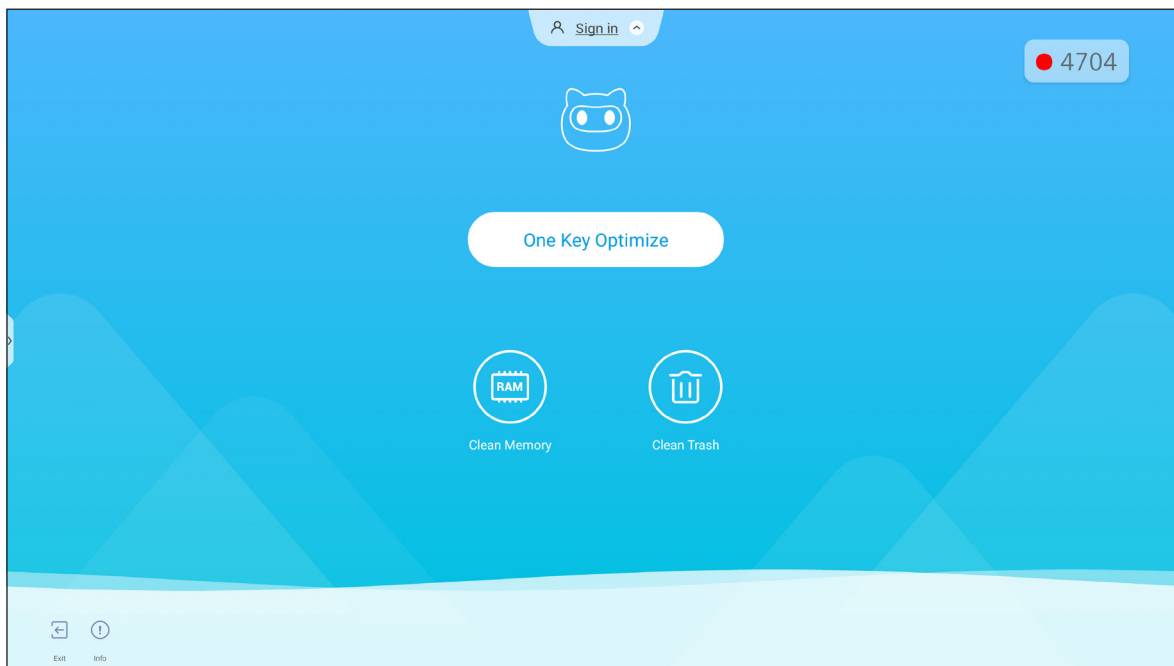 Sign in
4704
One Key Optimize
RAM
Clean Memory
Clean Trash
Exit
Info